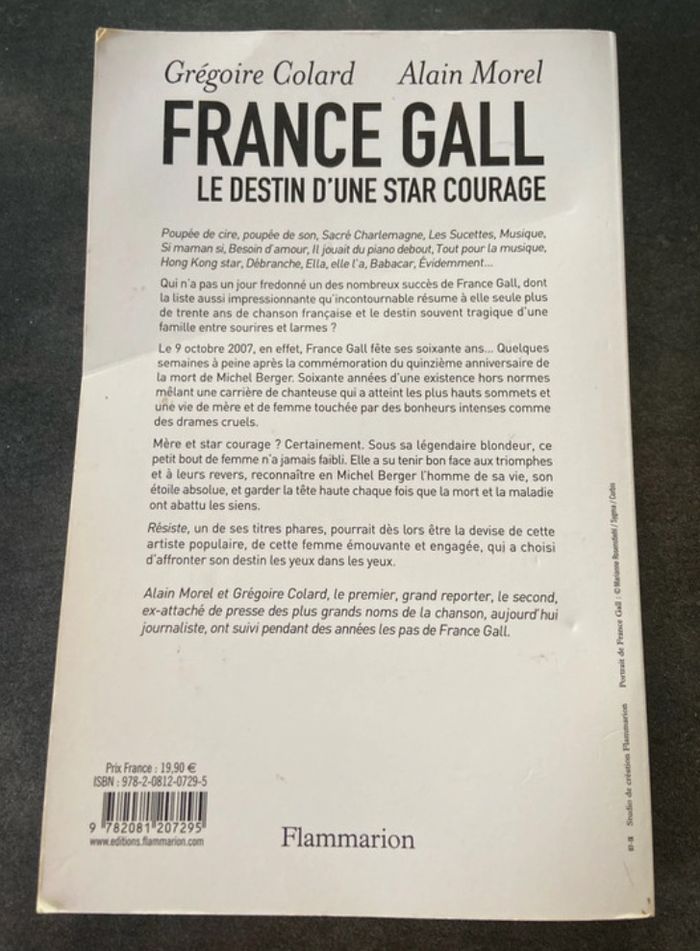 Grégoire Colard Alain Morel
FRANCE GALL
LE DESTIN D'UNE STAR COURAGE
Poupée de cire, poupée de son, Sacré Charlemagne, Les Sucettes, Musique,
Si maman si, Besoin d'amour, Il jouait du piano debout, Tout pour la musique,
Hong Kong star, Débranche, Ella, elle l'a, Babacar, Évidemment...
Qui n'a pas un jour fredonné un des nombreux succès de France Gall, dont
la liste aussi impressionnante qu'incontournable résume à elle seule plus
de trente ans de chanson française et le destin souvent tragique d'une
famille entre sourires et larmes ?
Le 9 octobre 2007, en effet, France Gall fête ses soixante ans... Quelques
semaines à peine après la commémoration du quinzième anniversaire de
la mort de Michel Berger. Soixante années d'une existence hors normes
mêlant une carrière de chanteuse qui a atteint les plus hauts sommets et
une vie de mère et de femme touchée par des bonheurs intenses comme
des drames cruels.
Mère et star courage ? Certainement. Sous sa légendaire blondeur, ce
petit bout de femme n'a jamais faibli. Elle a su tenir bon face aux triomphes
et à leurs revers, reconnaître en Michel Berger l'homme de sa vie, son
étoile absolue, et garder la tête haute chaque fois que la mort et la maladie
ont abattu les siens.
Résiste, un de ses titres phares, pourrait dès lors être la devise de cette
artiste populaire, de cette femme émouvante et engagée, qui a choisi
d'affronter son destin les yeux dans les yeux.
Alain Morel et Grégoire Colard, le premier, grand reporter, le second,
ex-attaché de presse des plus grands noms de la chanson, aujourd'hui
journaliste, ont suivi pendant des années les pas de France Gall.
Prix France : 19,90 €
ISBN : 978-2-0812-0729-5
9 782081 207295
www.editions.flammarion.com
Flammarion
Studio de création Flammarion Portrait de France Gall : © Marianne Rosenstiehl / Sygma / Corbis